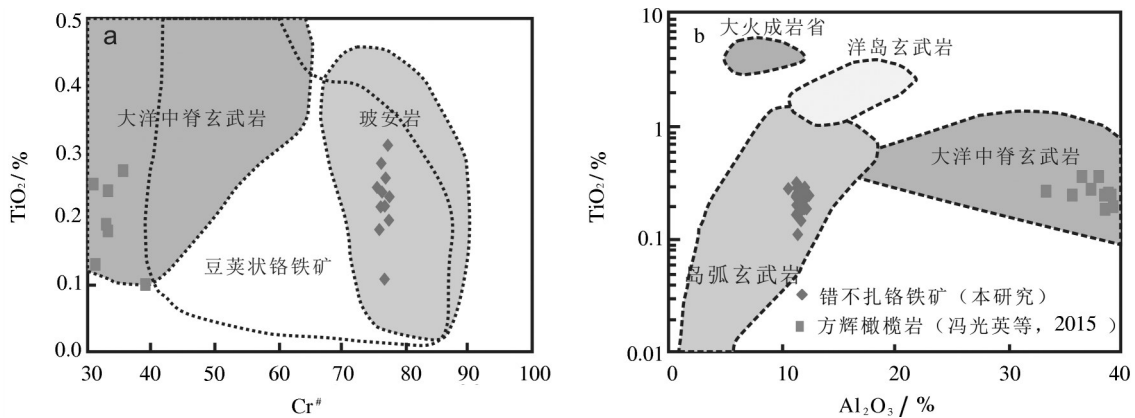 a
0.5
0.4
0.3
0.2
0.1
0.0
TiO₂/ %
30 40 50 60 70 80 90 100
Cr#
大洋中脊玄武岩
玻安岩
豆荚状铬铁矿
b
10
1
0.1
0.01
TiO₂/ %
0 10 20 30 40
Al₂O₃ / %
大火成岩省
洋岛玄武岩
大洋中脊玄武岩
岛弧玄武岩
错不扎铬铁矿（本研究）
方辉橄榄岩（冯光英等，2015）